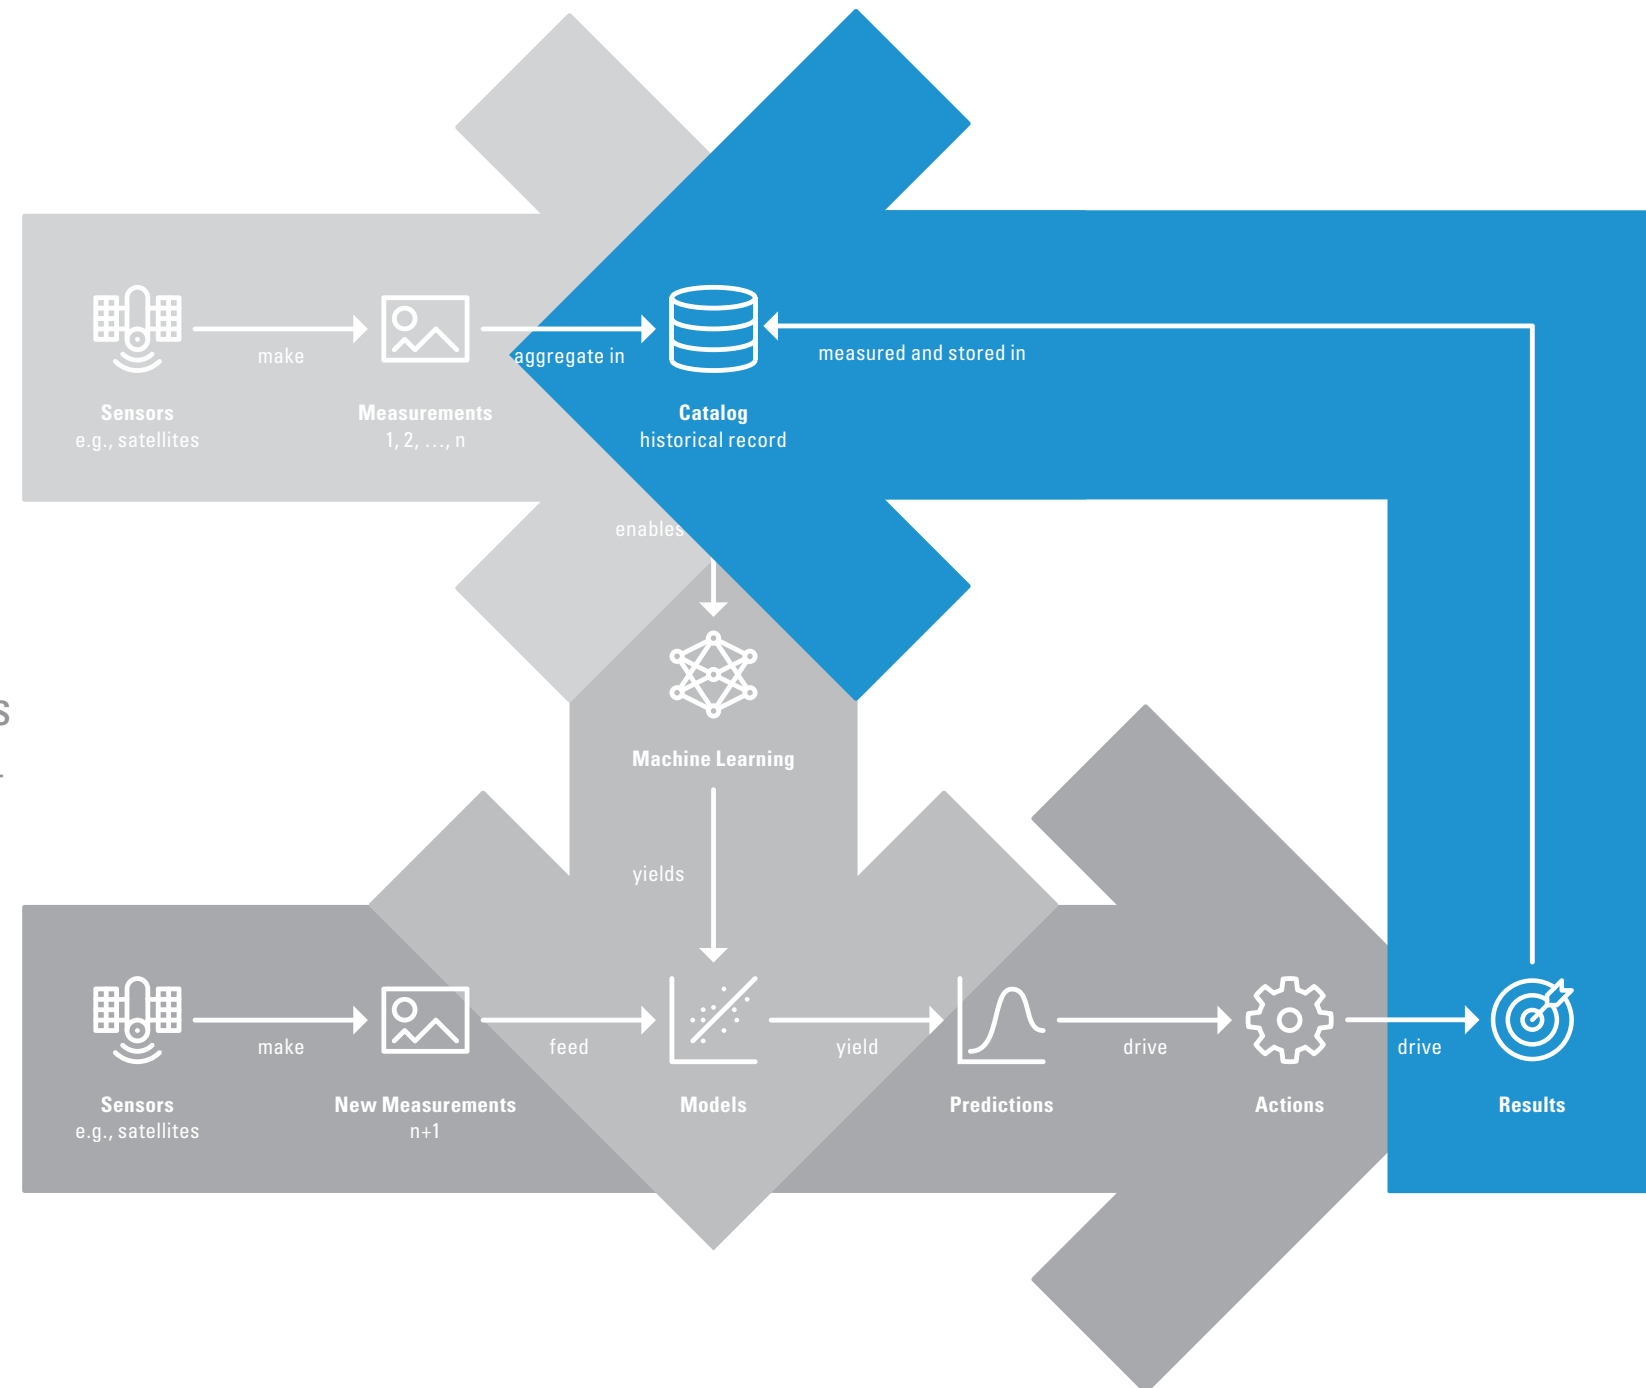 make
aggregate in
measured and stored in
Sensors
e.g., satellites
Measurements
1, 2, ..., n
Catalog
historical record
enables
Machine Learning
yields
make
feed
yield
drive
drive
Sensors
e.g., satellites
New Measurements
n+1
Models
Predictions
Actions
Results